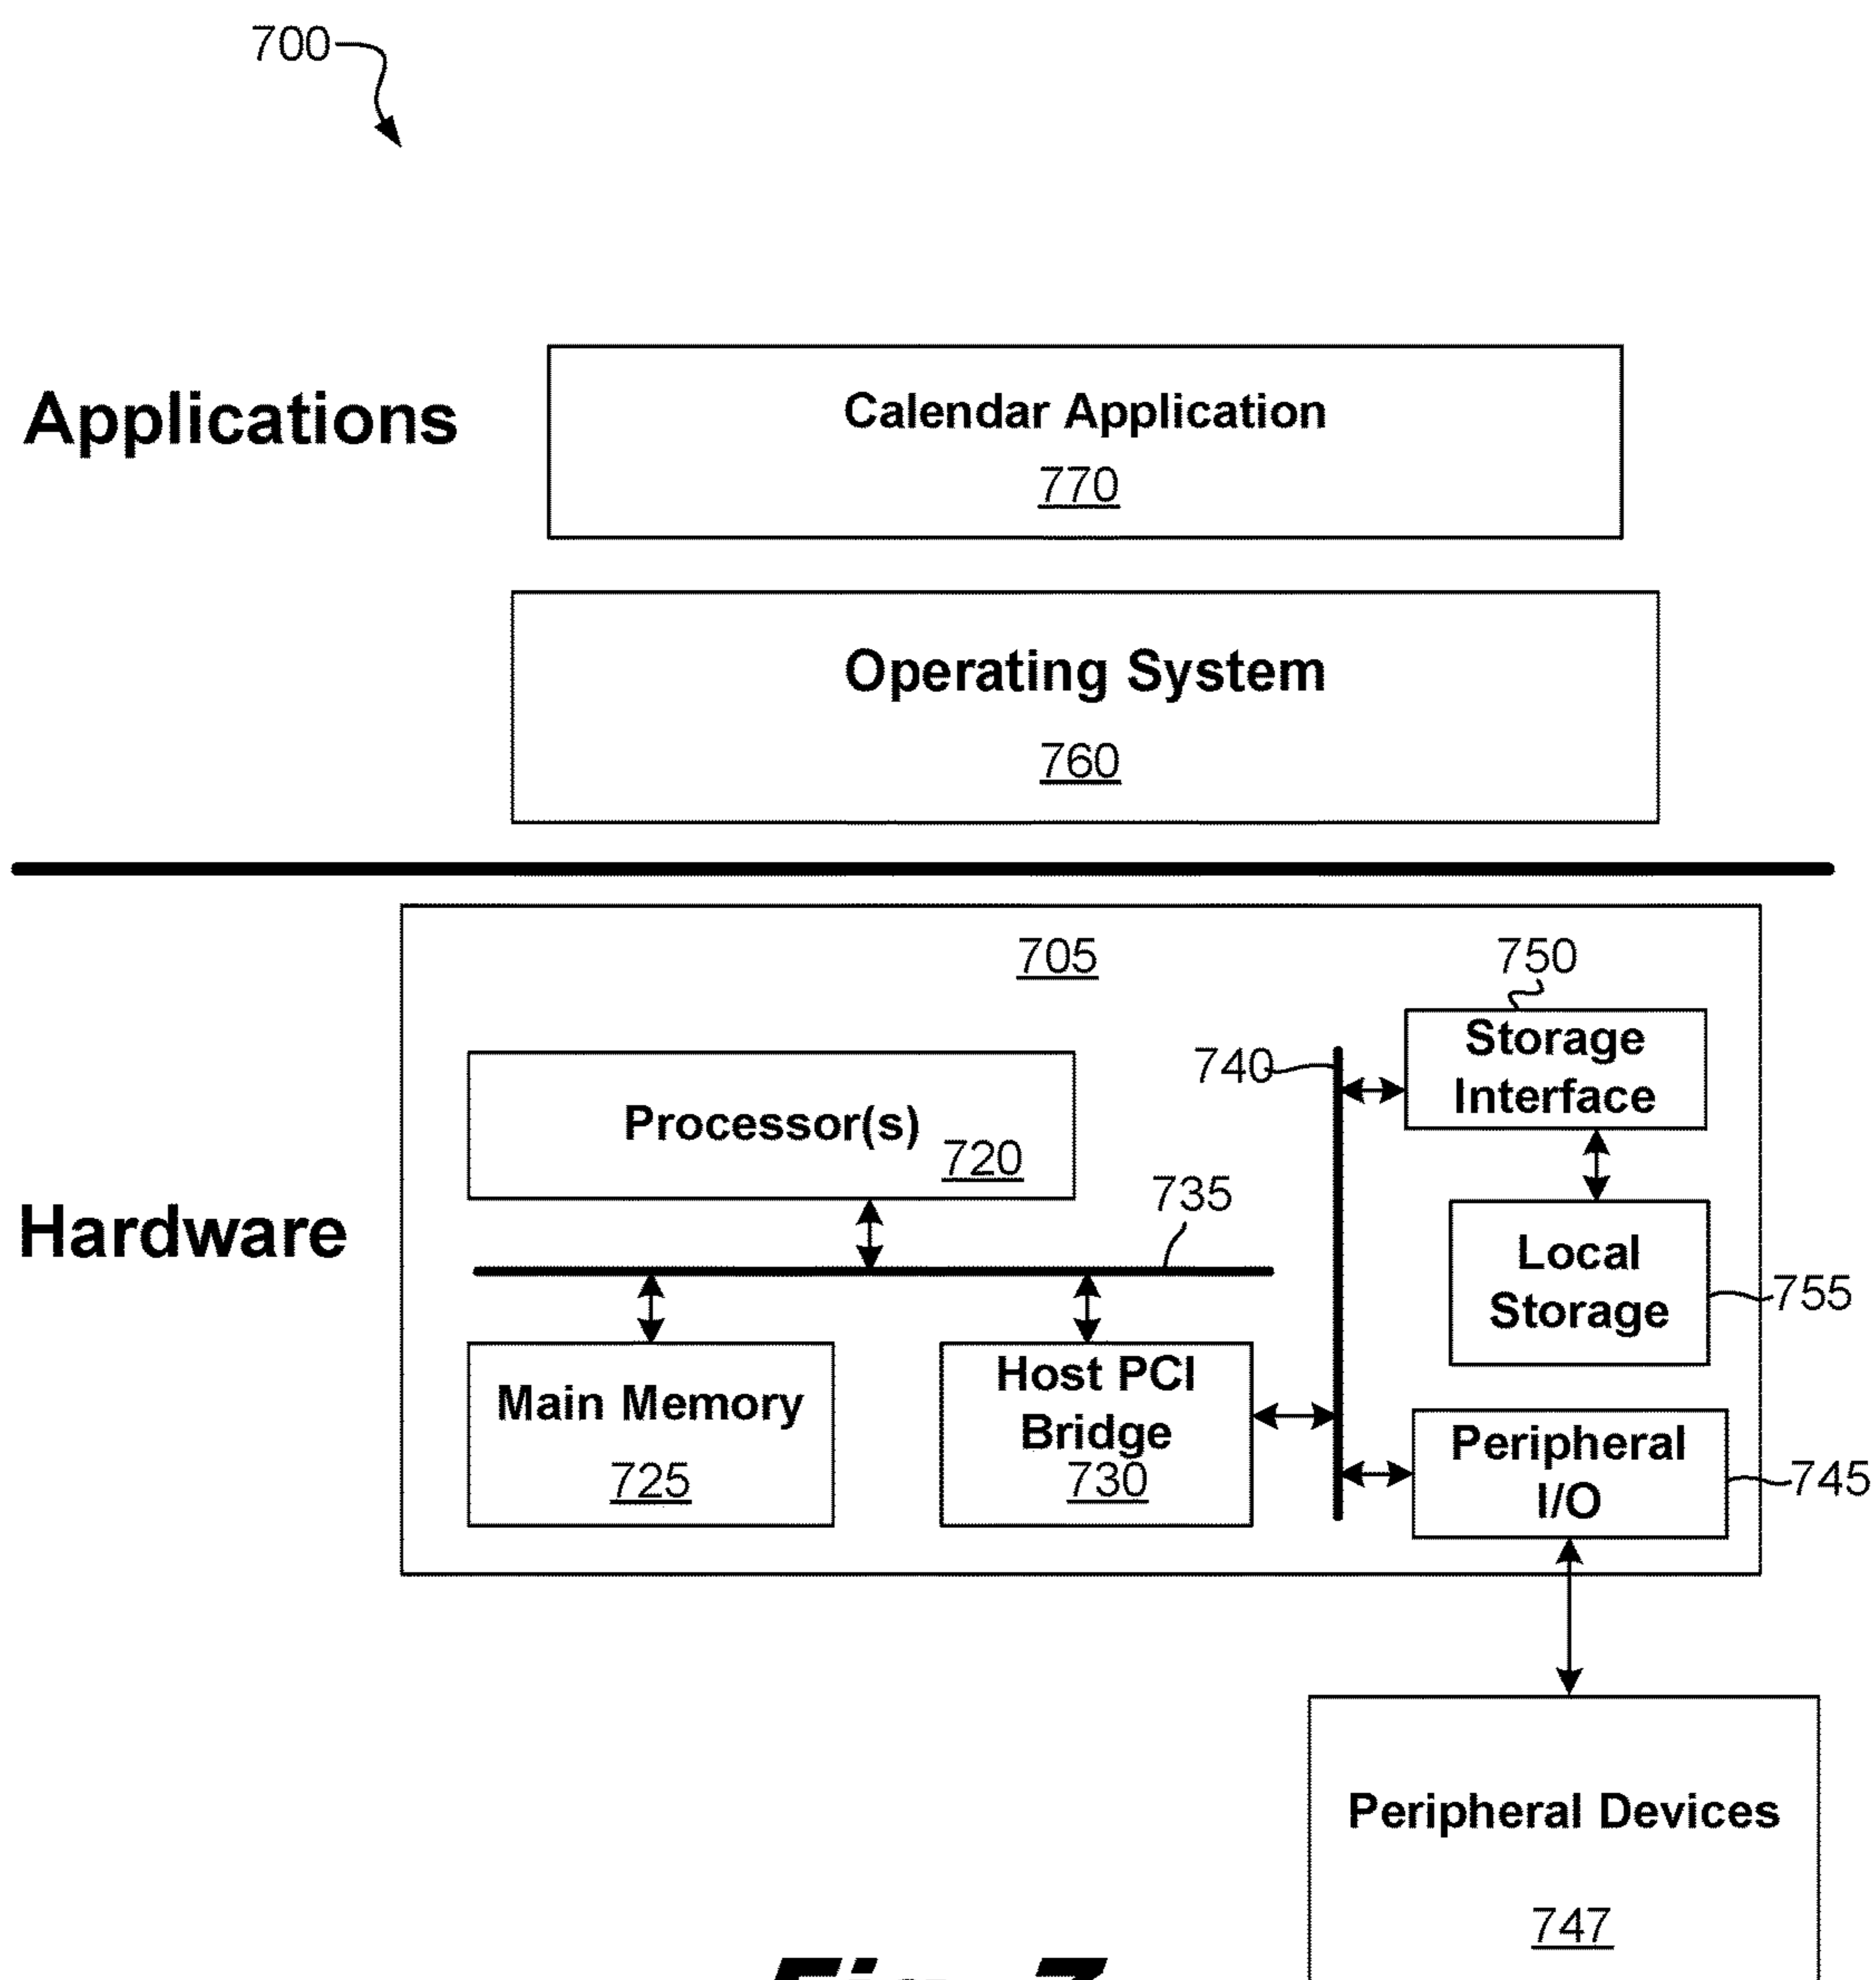 700
Applications
Calendar Application
770
Operating System
760
705
750
Storage
Interface
740
Processor(s)
720
735
Hardware
Local
Storage
755
Main Memory
725
Host PCI
Bridge
730
Peripheral
I/O
745
Peripheral Devices
747